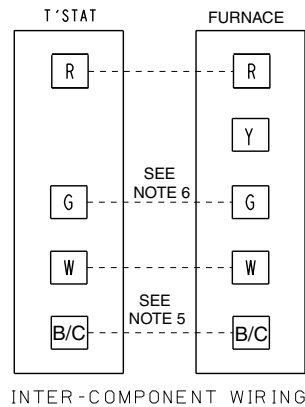 T'STAT FURNACE
R R
Y
SEE
NOTE 6
G G
W W
SEE
NOTE 5
B/C B/C
INTER-COMPONENT WIRING